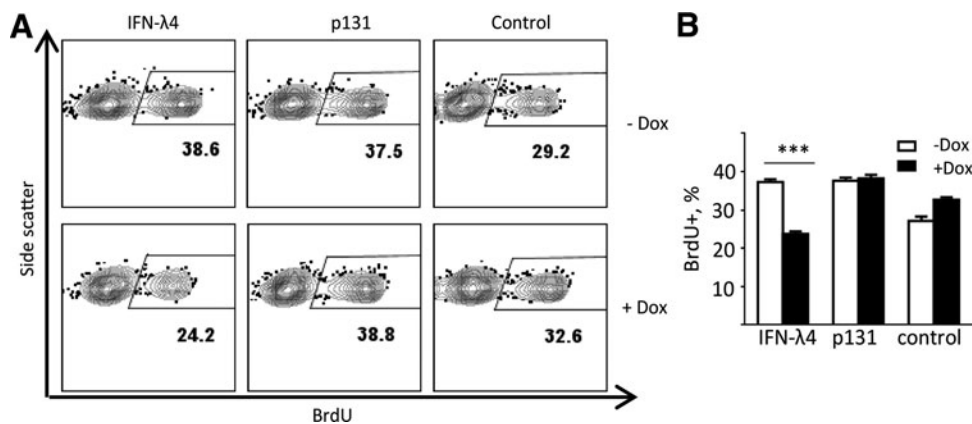 A
IFN-λ4 p131 Control
B
38.6 37.5 29.2
- Dox
24.2 38.8 32.6
+ Dox
Side scatter
BrdU
***
-Dox
+Dox
BrdU+, %
40
30
20
10
IFN-λ4 p131 control